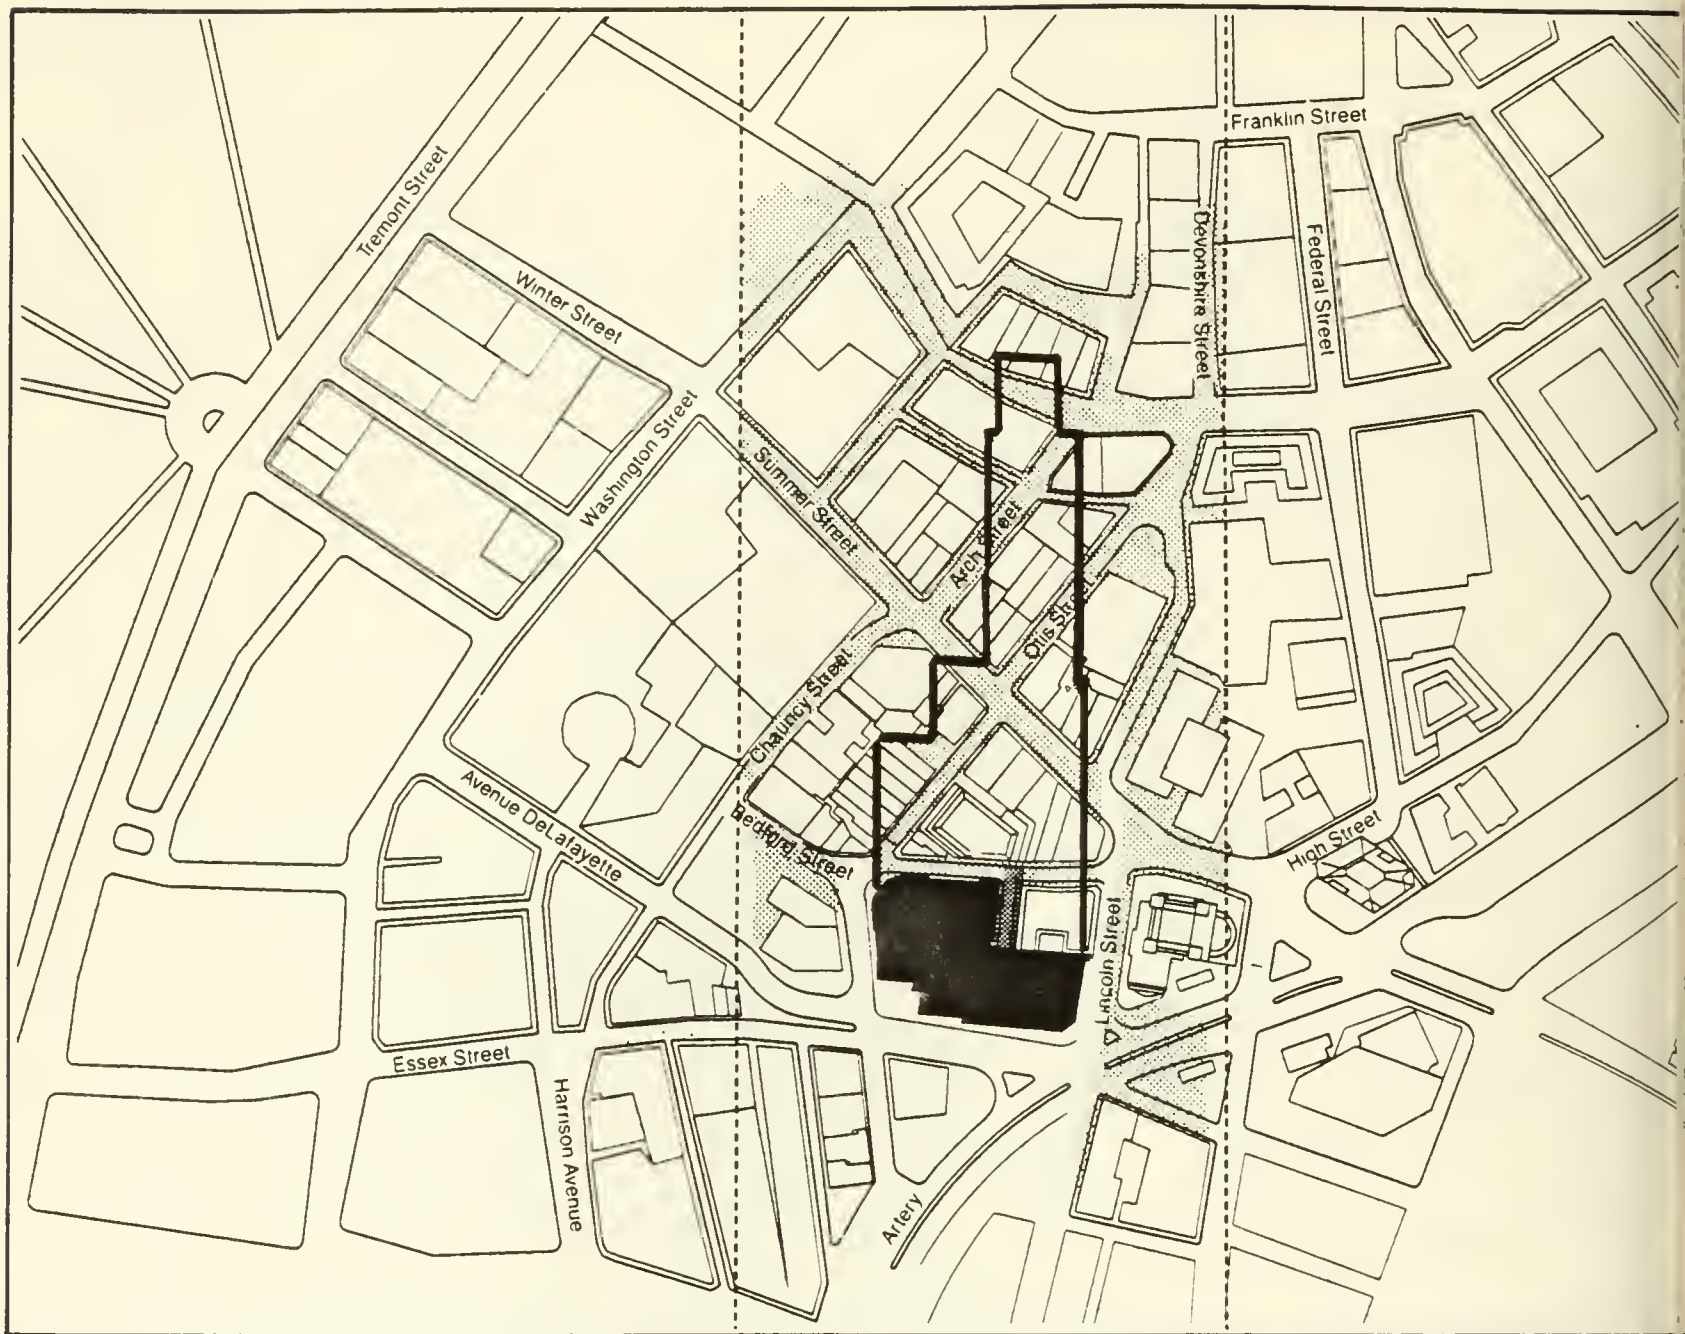 Franklin Street
Tremont Street
Devonshire Street
Federal Street
Winter Street
Washington Street
Summer Street
Arch Street
Otis Street
Chauncy Street
Avenue DeLafayette
Bedford Street
High Street
Lincoln Street
Essex Street
Harrison Avenue
Artery